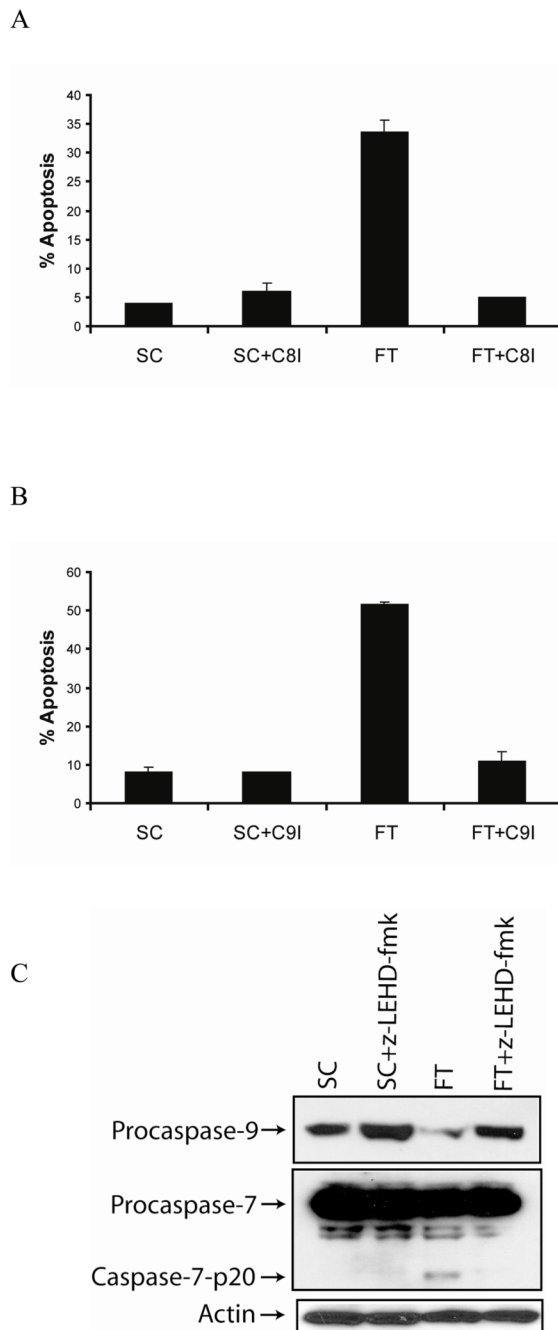 A
% Apoptosis
40
35
30
25
20
15
10
5
0
SC SC+C8I FT FT+C8I
B
% Apoptosis
60
50
40
30
20
10
0
SC SC+C9I FT FT+C9I
C
SC SC+z-LEHD-fmk FT FT+z-LEHD-fmk
Procaspase-9→
Procaspase-7→
Caspase-7-p20→
Actin→